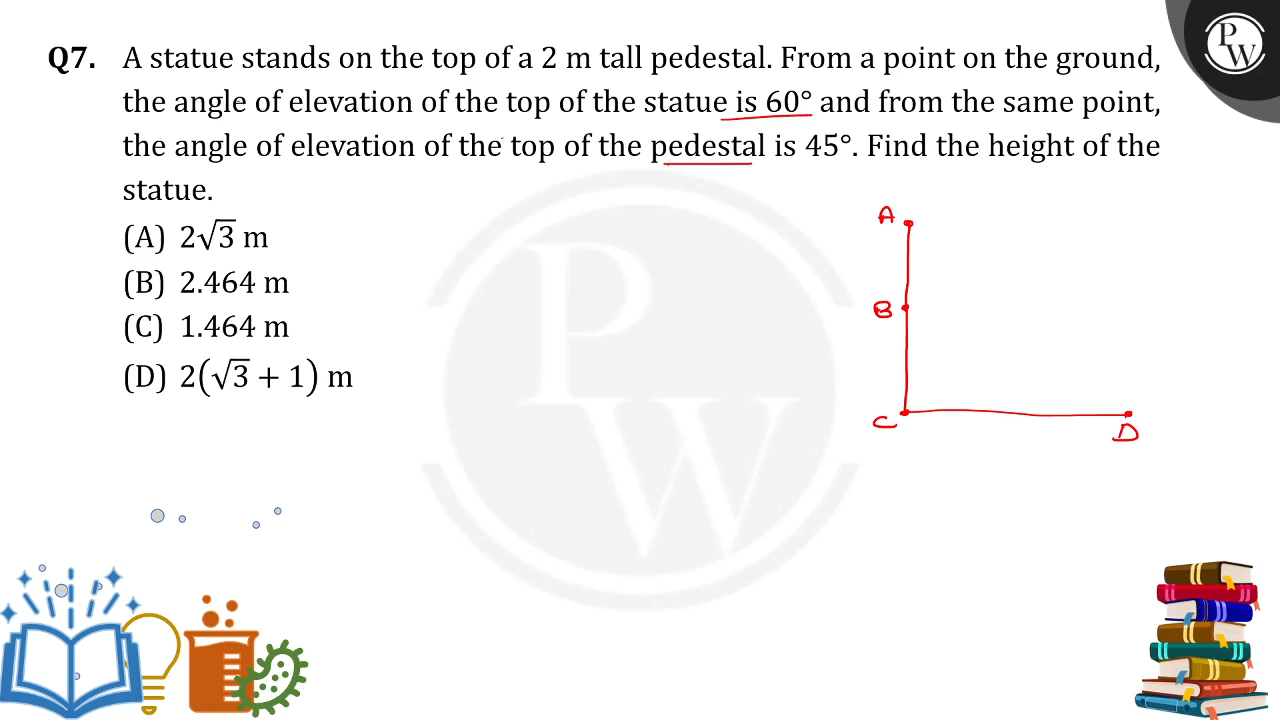 Q7. A statue stands on the top of a 2 m tall pedestal. From a point on the ground,
the angle of elevation of the top of the statue is 60° and from the same point,
the angle of elevation of the top of the pedestal is 45°. Find the height of the
statue.
(A) 2√3 m
(B) 2.464 m
(C) 1.464 m
(D) 2(√3 + 1) m
A
B
C
D
PW
PW